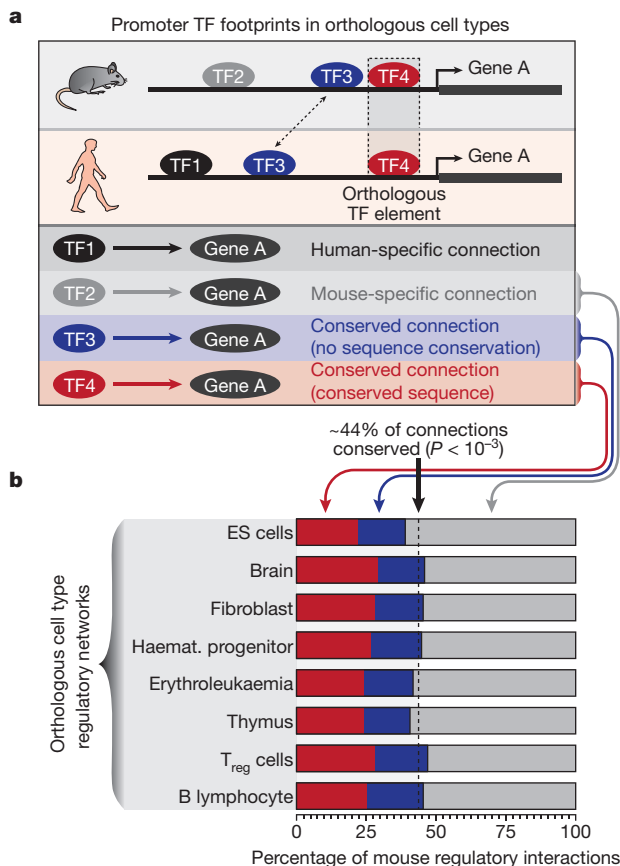 a
Promoter TF footprints in orthologous cell types
TF2
TF3
TF4
Gene A
TF1
TF3
TF4
Gene A
Orthologous
TF element
TF1
Gene A
Human-specific connection
TF2
Gene A
Mouse-specific connection
TF3
Gene A
Conserved connection
(no sequence conservation)
TF4
Gene A
Conserved connection
(conserved sequence)
~44% of connections
conserved (P < 10⁻³)
b
Orthologous cell type
regulatory networks
ES cells
Brain
Fibroblast
Haemat. progenitor
Erythroleukaemia
Thymus
Treg cells
B lymphocyte
0 25 50 75 100
Percentage of mouse regulatory interactions